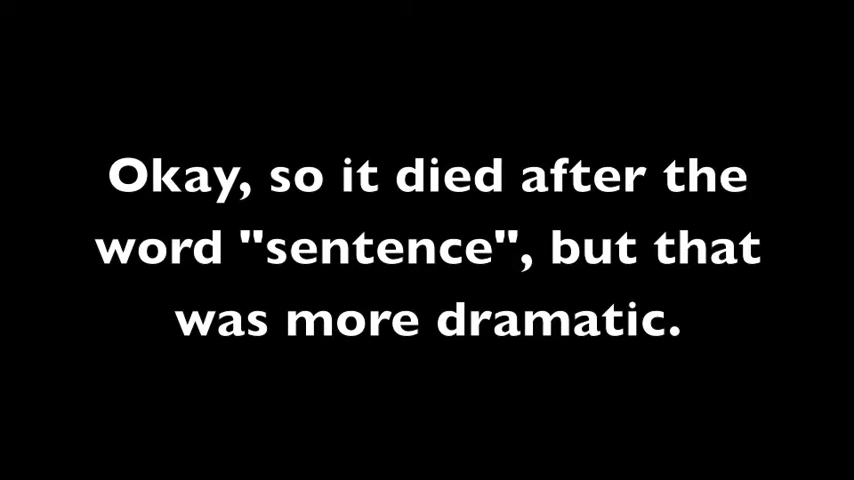 Okay, so it died after the
word "sentence", but that
was more dramatic.